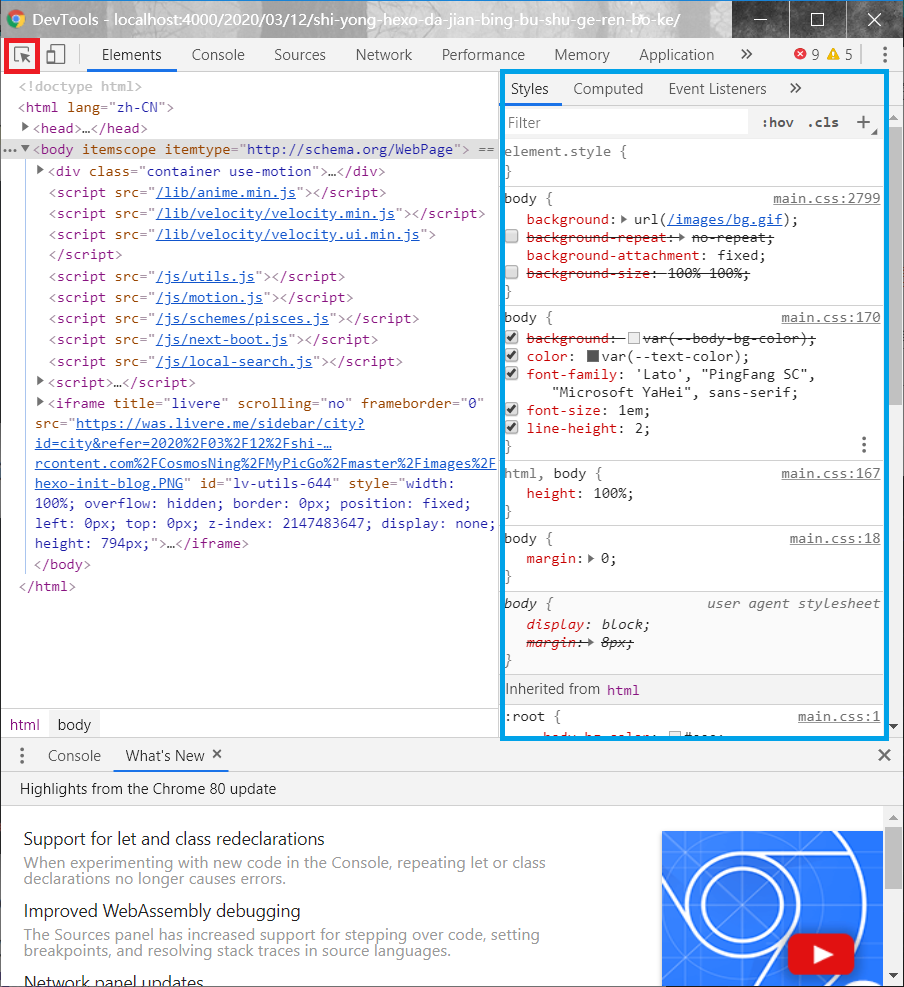 DevTools - localhost:4000/2020/03/12/shi-yong-hexo-da-jian-bing-bu-shu-ge-ren-bo-ke/
Elements Console Sources Network Performance Memory Application » 9 5
<!doctype html>
<html lang="zh-CN">
<head>…</head>
…<body itemscope itemtype="http://schema.org/WebPage"> ==
<div class="container use-motion">…</div>
<script src="/lib/anime.min.js"></script>
<script src="/lib/velocity/velocity.min.js"></script>
<script src="/lib/velocity/velocity.ui.min.js">
</script>
<script src="/js/utils.js"></script>
<script src="/js/motion.js"></script>
<script src="/js/schemes/pisces.js"></script>
<script src="/js/next-boot.js"></script>
<script src="/js/local-search.js"></script>
<script>…</script>
<iframe title="livere" scrolling="no" frameborder="0"
src="https://was.livere.me/sidebar/city?
id=city&refer=2020%2F03%2F12%2Fshi-…
rcontent.com%2FCosmosNing%2FMyPicGo%2Fmaster%2Fimages%2F
hexo-init-blog.PNG" id="lv-utils-644" style="width:
100%; overflow: hidden; border: 0px; position: fixed;
left: 0px; top: 0px; z-index: 2147483647; display: none;
height: 794px;">…</iframe>
</body>
</html>
html body
Styles Computed Event Listeners »
Filter :hov .cls +
element.style {
}
body { main.css:2799
background: url(/images/bg.gif);
background-repeat: no-repeat;
background-attachment: fixed;
background-size: 100% 100%;
}
body { main.css:170
background: var(--body-bg-color);
color: var(--text-color);
font-family: 'Lato', "PingFang SC",
"Microsoft YaHei", sans-serif;
font-size: 1em;
line-height: 2;
}
html, body { main.css:167
height: 100%;
}
body { main.css:18
margin: 0;
}
body { user agent stylesheet
display: block;
margin: 8px;
}
Inherited from html
:root { main.css:1
--body-bg-color: #eee;
Console What's New ×
Highlights from the Chrome 80 update
Support for let and class redeclarations
When experimenting with new code in the Console, repeating let or class
declarations no longer causes errors.
Improved WebAssembly debugging
The Sources panel has increased support for stepping over code, setting
breakpoints, and resolving stack traces in source languages.
Network panel updates